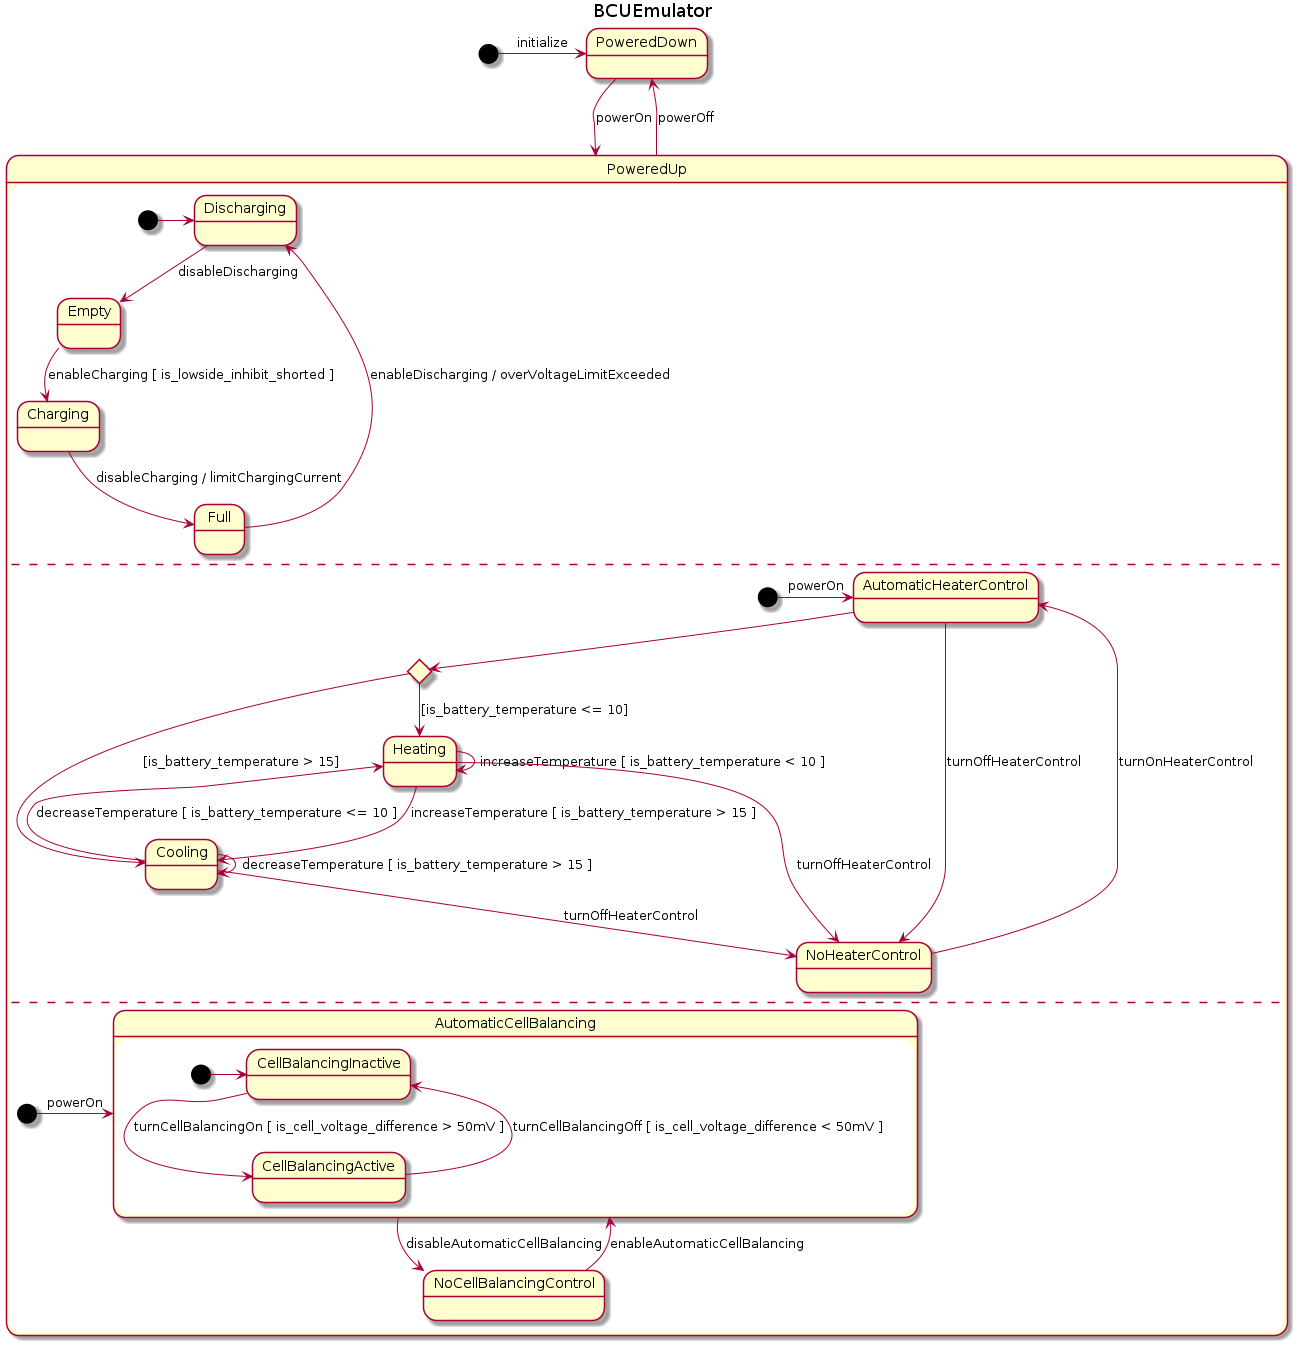 BCUEmulator
initialize
PoweredDown
powerOn
powerOff
PoweredUp
Discharging
disableDischarging
Empty
enableCharging [ is_lowside_inhibit_shorted ]
enableDischarging / overVoltageLimitExceeded
Charging
disableCharging / limitChargingCurrent
Full
powerOn
AutomaticHeaterControl
[is_battery_temperature <= 10]
Heating
[is_battery_temperature > 15]
increaseTemperature [ is_battery_temperature < 10 ]
turnOffHeaterControl
turnOnHeaterControl
decreaseTemperature [ is_battery_temperature <= 10 ]
increaseTemperature [ is_battery_temperature > 15 ]
Cooling
decreaseTemperature [ is_battery_temperature > 15 ]
turnOffHeaterControl
turnOffHeaterControl
NoHeaterControl
AutomaticCellBalancing
CellBalancingInactive
powerOn
turnCellBalancingOn [ is_cell_voltage_difference > 50mV ]
turnCellBalancingOff [ is_cell_voltage_difference < 50mV ]
CellBalancingActive
disableAutomaticCellBalancing
enableAutomaticCellBalancing
NoCellBalancingControl